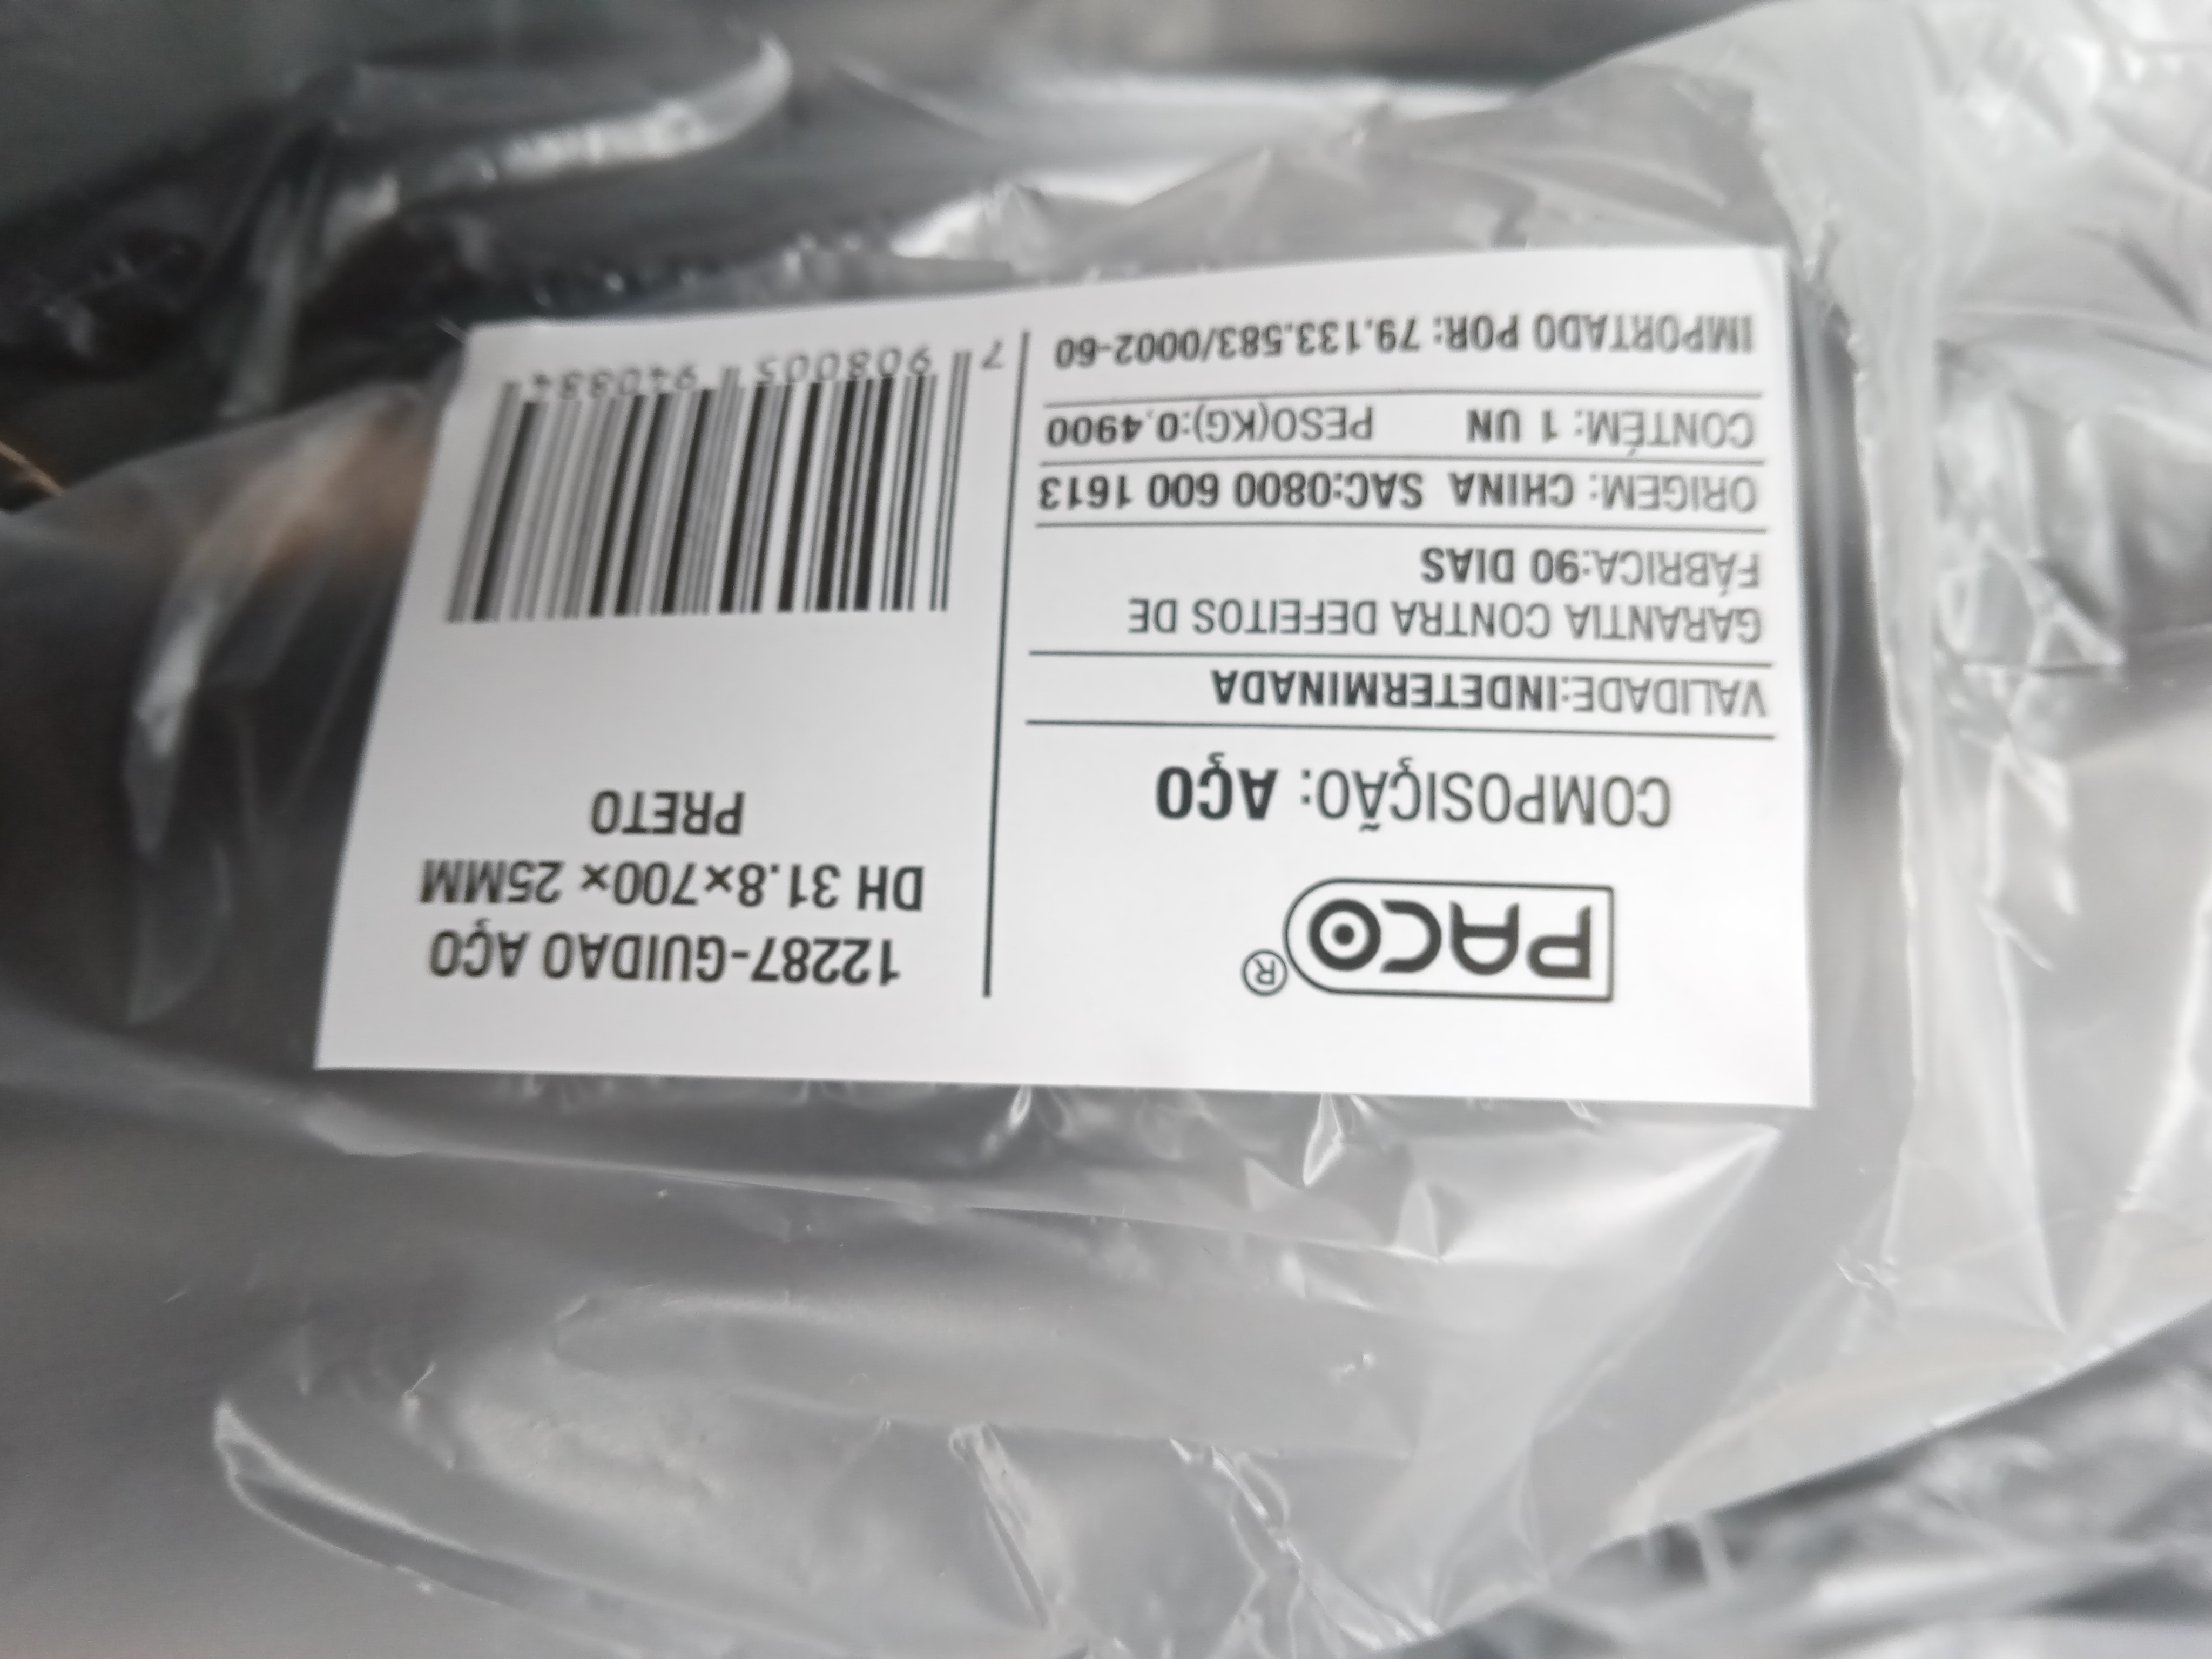 PACO®
COMPOSIÇÃO: AÇO
VALIDADE:INDETERMINADA
GARANTIA CONTRA DEFEITOS DE
FÁBRICA:90 DIAS
ORIGEM: CHINA SAC:0800 600 1613
CONTÉM: 1 UN PESO(KG):0,4900
IMPORTADO POR: 79.133.583/0002-60
12287-GUIDAO AÇO
DH 31.8×700× 25MM
PRETO
7 908005 940884